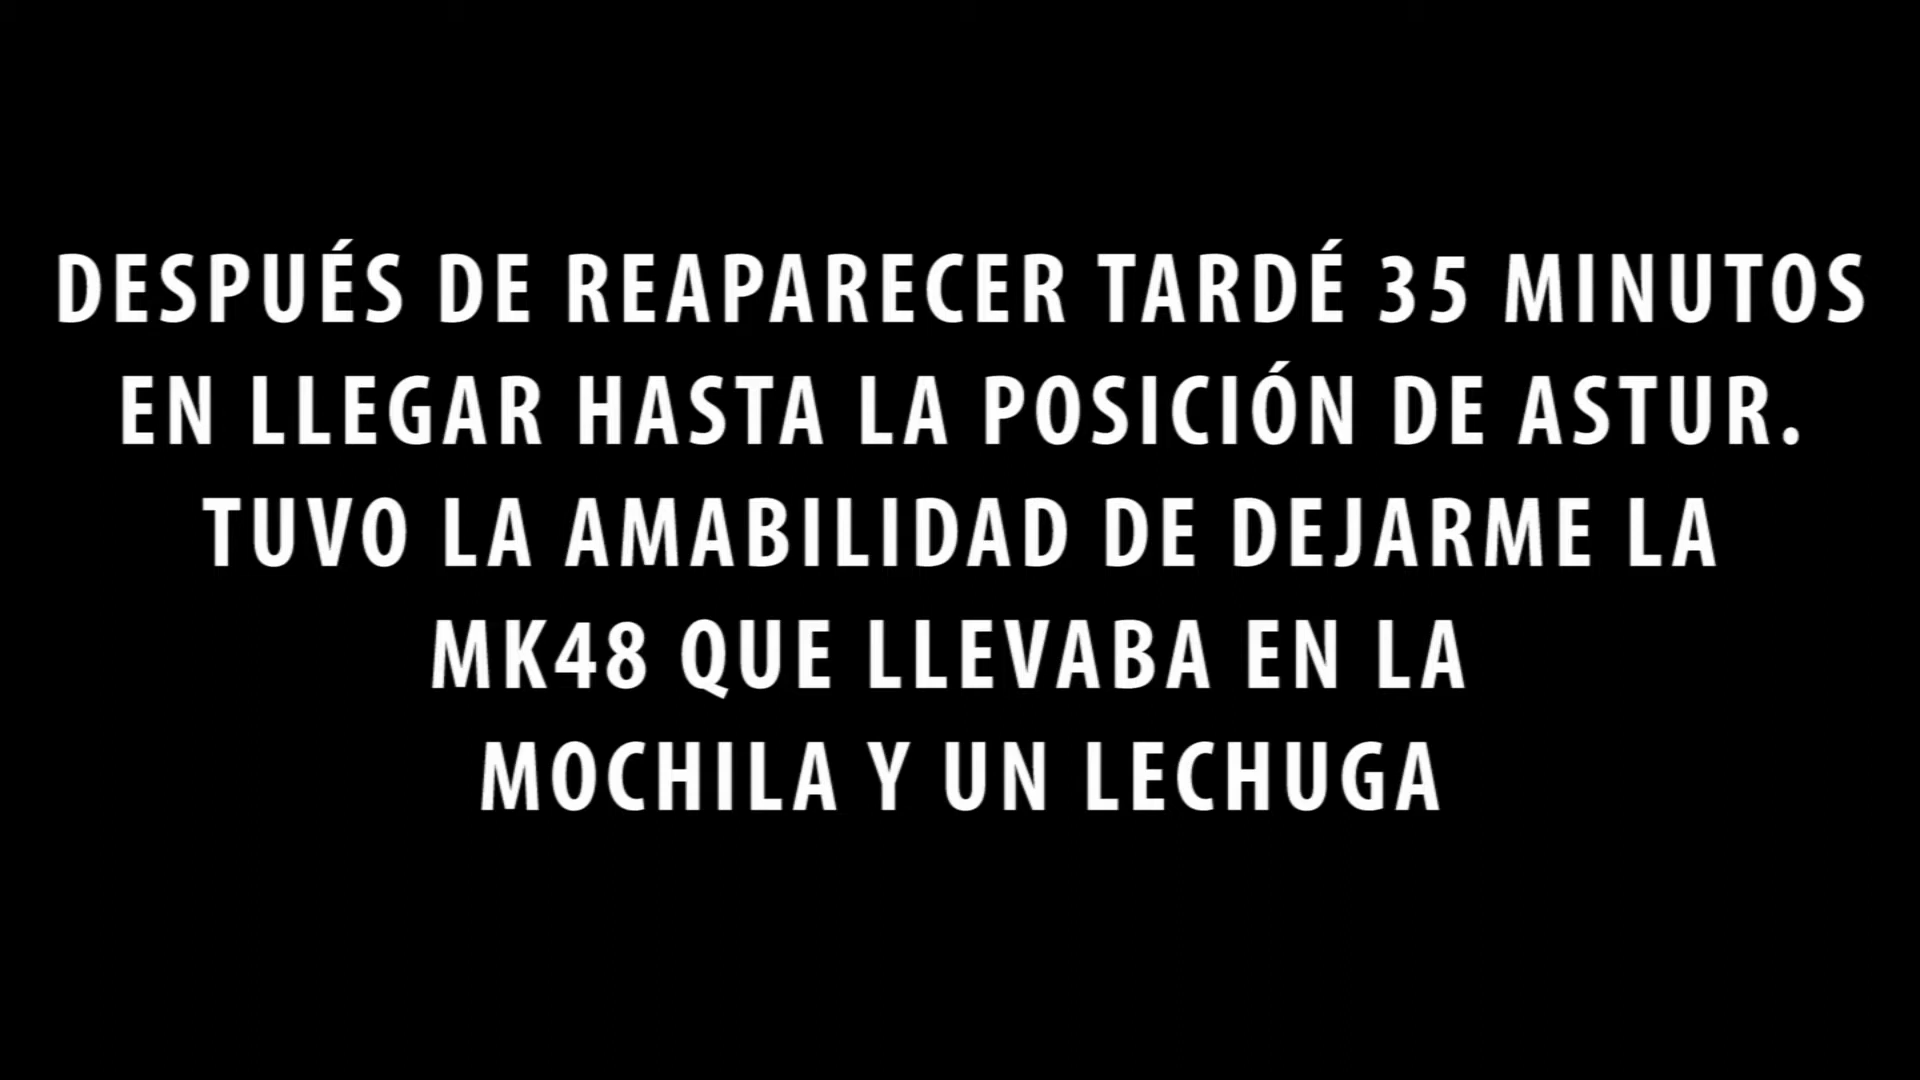 DESPUÉS DE REAPARECER TARDÉ 35 MINUTOS
EN LLEGAR HASTA LA POSICIÓN DE ASTUR.
TUVO LA AMABILIDAD DE DEJARME LA
MK48 QUE LLEVABA EN LA
MOCHILA Y UN LECHUGA